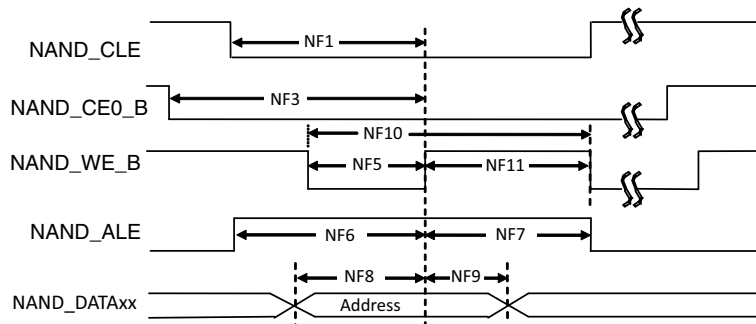 NAND_CLE
NF1
NAND_CE0_B
NF3
NF10
NAND_WE_B
NF5
NF11
NAND_ALE
NF6
NF7
NF8
NF9
NAND_DATAxx
Address